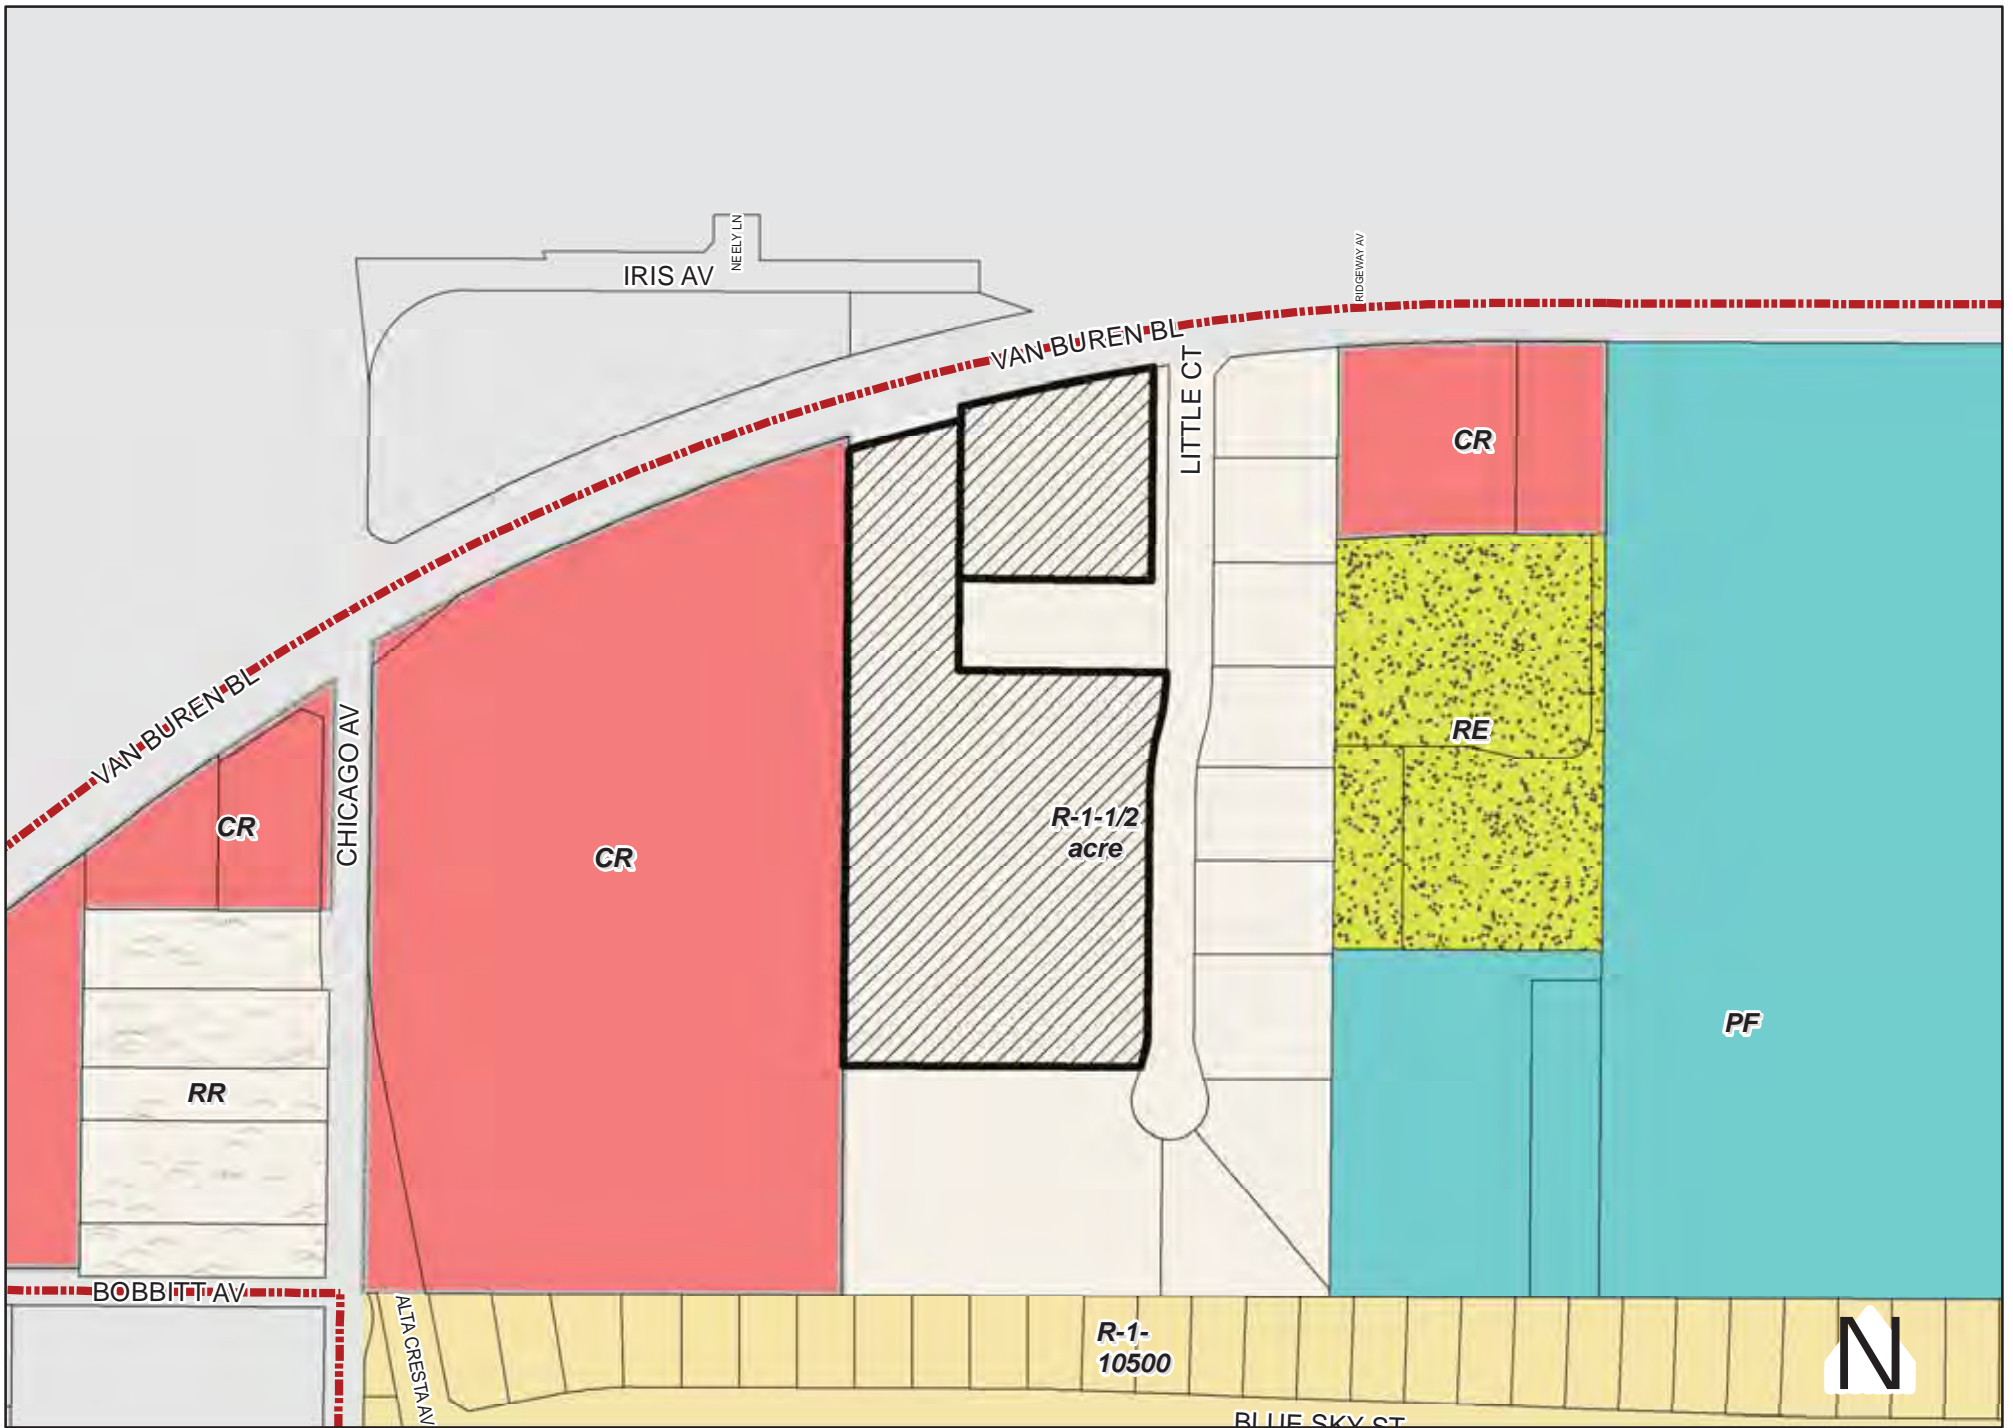 NEELY LN
IRIS AV
RIDGEWAY AV
VAN BUREN BL
LITTLE CT
CR
VAN BUREN BL
CHICAGO AV
RE
CR
CR
R-1-1/2
acre
PF
RR
BOBBITT AV
ALTA CRESTA AV
R-1-
10500
N
BLUE SKY ST